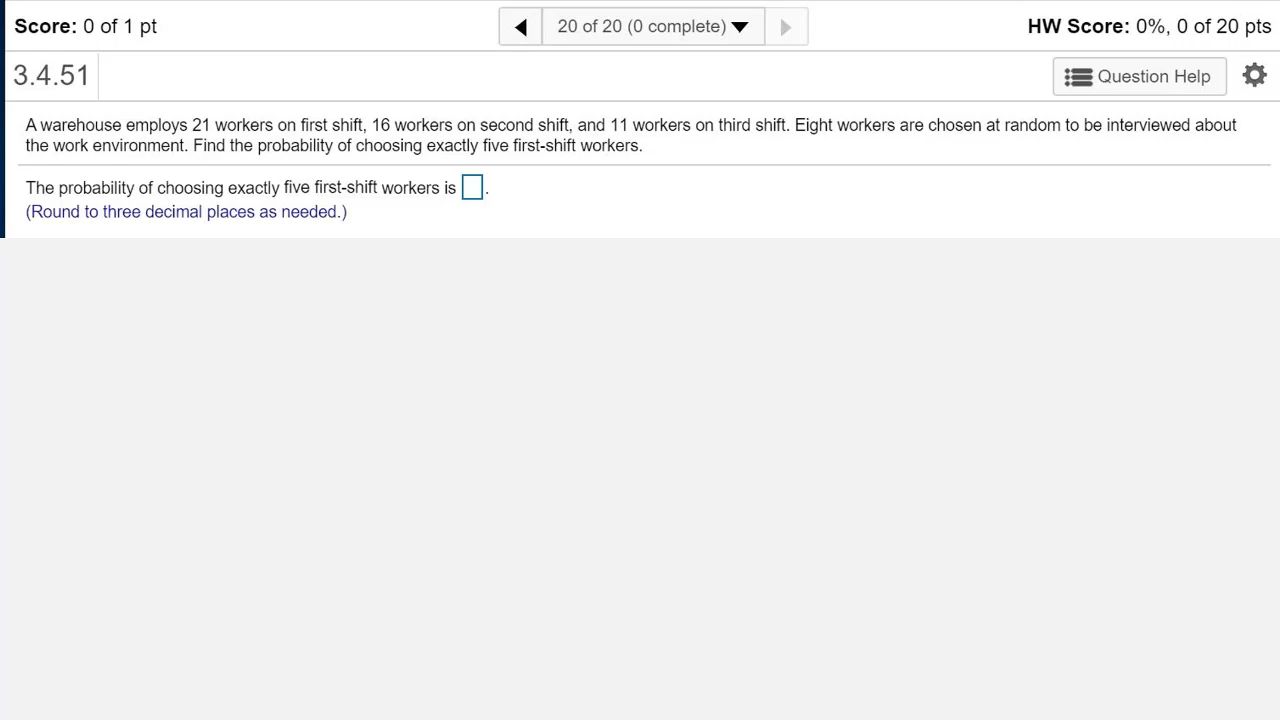 Score: 0 of 1 pt
20 of 20 (0 complete)
HW Score: 0%, 0 of 20 pts
3.4.51
Question Help
A warehouse employs 21 workers on first shift, 16 workers on second shift, and 11 workers on third shift. Eight workers are chosen at random to be interviewed about
the work environment. Find the probability of choosing exactly five first-shift workers.
The probability of choosing exactly five first-shift workers is .
(Round to three decimal places as needed.)